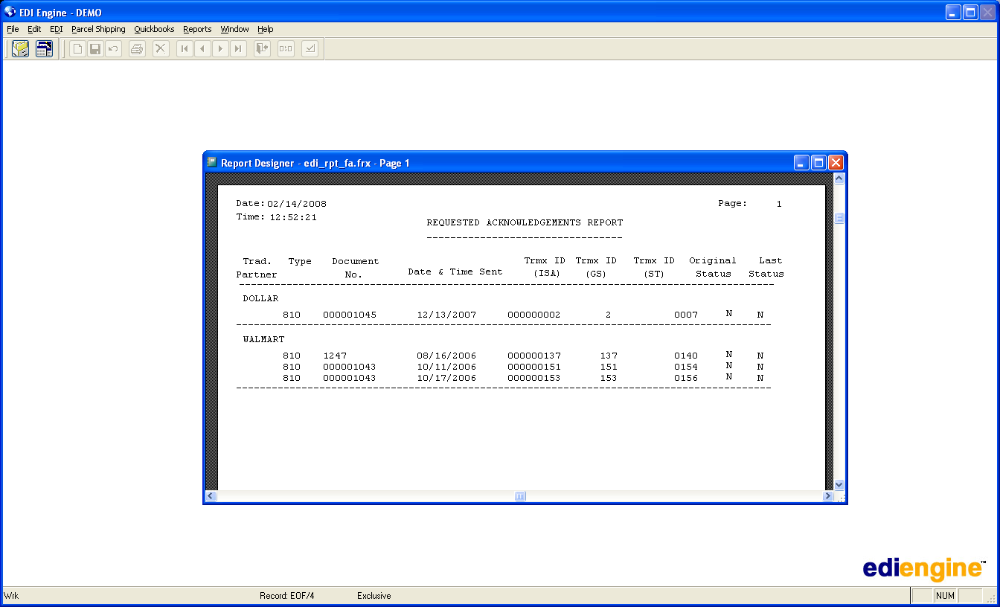 EDI Engine - DEMO
File Edit EDI Parcel Shipping Quickbooks Reports Window Help
Report Designer - edi_rpt_fa.frx - Page 1
Date: 02/14/2008 Page: 1
Time: 12:52:21
REQUESTED ACKNOWLEDGEMENTS REPORT
---------------------------------
Trad. Type Document Trmx ID Trmx ID Trmx ID Original Last
Partner No. Date & Time Sent (ISA) (GS) (ST) Status Status
DOLLAR
810 000001045 12/13/2007 000000002 2 0007 N N
WALMART
810 1247 08/16/2006 000000137 137 0140 N N
810 000001043 10/11/2006 000000151 151 0154 N N
810 000001043 10/17/2006 000000153 153 0156 N N
ediengine™
Wrk Record: EOF/4 Exclusive NUM